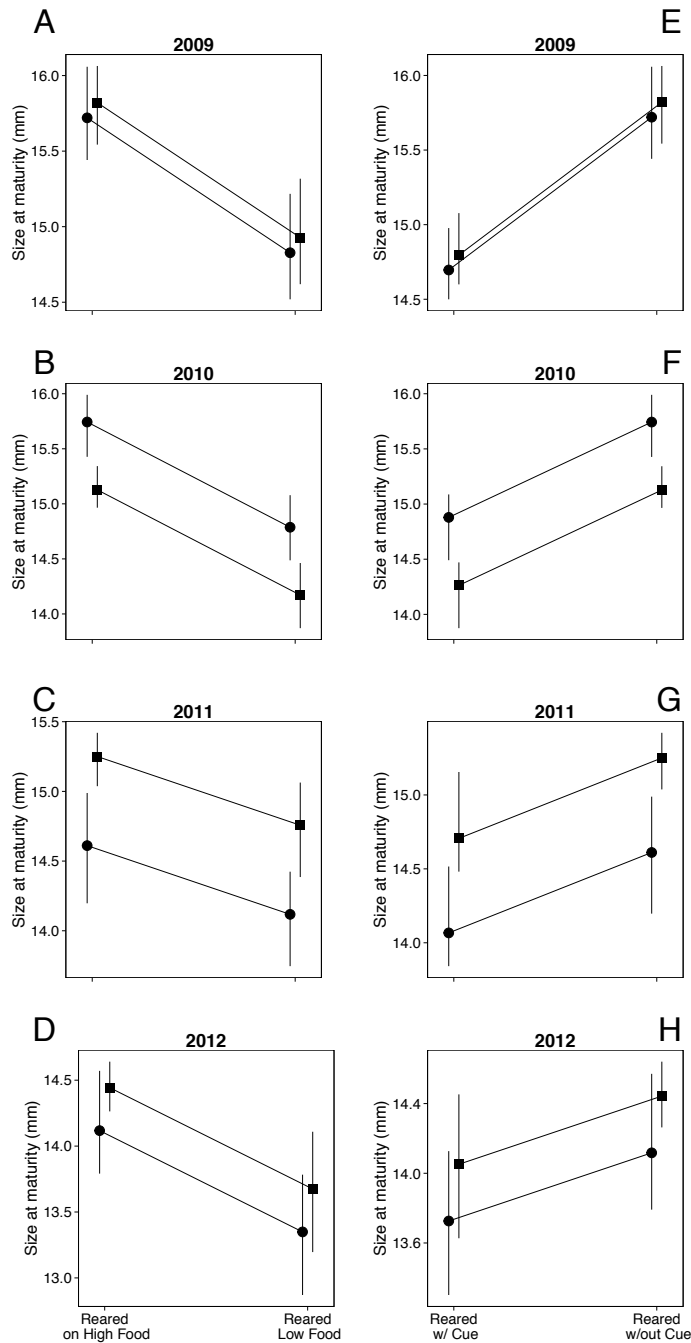 A
E
2009
2009
Size at maturity (mm)
16.0
15.5
15.0
14.5
Size at maturity (mm)
16.0
15.5
15.0
14.5
B
F
2010
2010
Size at maturity (mm)
16.0
15.5
15.0
14.5
14.0
Size at maturity (mm)
16.0
15.5
15.0
14.5
14.0
C
G
2011
2011
Size at maturity (mm)
15.5
15.0
14.5
14.0
Size at maturity (mm)
15.0
14.5
14.0
D
H
2012
2012
Size at maturity (mm)
14.5
14.0
13.5
13.0
Size at maturity (mm)
14.4
14.0
13.6
Reared
on High Food
Reared
Low Food
Reared
w/ Cue
Reared
w/out Cue